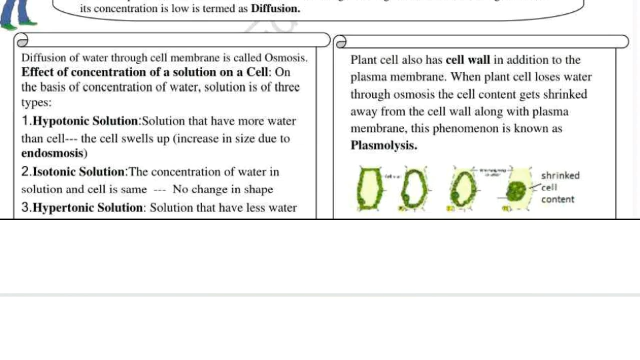 its concentration is low is termed as Diffusion.
Diffusion of water through cell membrane is called Osmosis.
Effect of concentration of a solution on a Cell: On
the basis of concentration of water, solution is of three
types:
1.Hypotonic Solution:Solution that have more water
than cell--- the cell swells up (increase in size due to
endosmosis)
2.Isotonic Solution:The concentration of water in
solution and cell is same --- No change in shape
3.Hypertonic Solution: Solution that have less water
Plant cell also has cell wall in addition to the
plasma membrane. When plant cell loses water
through osmosis the cell content gets shrinked
away from the cell wall along with plasma
membrane, this phenomenon is known as
Plasmolysis.
shrinked
cell
content